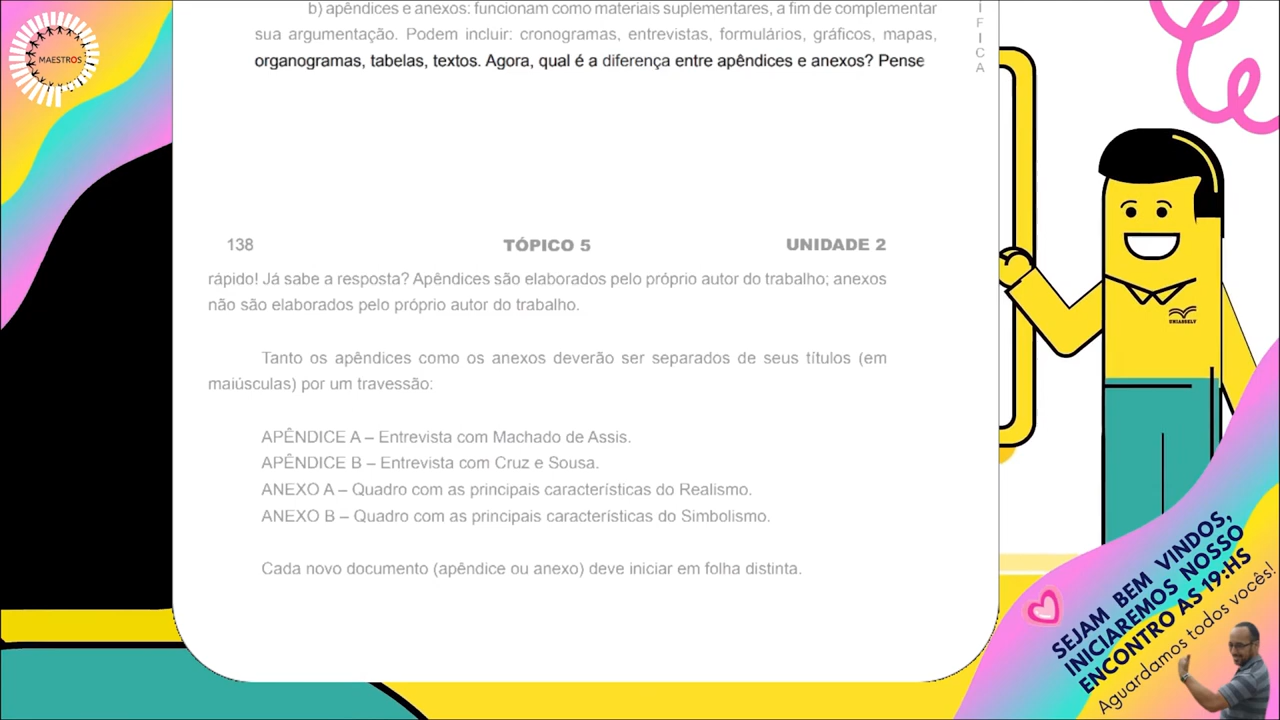 MAESTROS
b) apêndices e anexos: funcionam como materiais suplementares, a fim de complementar
sua argumentação. Podem incluir: cronogramas, entrevistas, formulários, gráficos, mapas,
organogramas, tabelas, textos. Agora, qual é a diferença entre apêndices e anexos? Pense
Í
F
I
C
A
138 TÓPICO 5 UNIDADE 2
rápido! Já sabe a resposta? Apêndices são elaborados pelo próprio autor do trabalho; anexos
não são elaborados pelo próprio autor do trabalho.
Tanto os apêndices como os anexos deverão ser separados de seus títulos (em
maiúsculas) por um travessão:
APÊNDICE A – Entrevista com Machado de Assis.
APÊNDICE B – Entrevista com Cruz e Sousa.
ANEXO A – Quadro com as principais características do Realismo.
ANEXO B – Quadro com as principais características do Simbolismo.
Cada novo documento (apêndice ou anexo) deve iniciar em folha distinta.
UNIASSELVI
SEJAM BEM VINDOS,
INICIAREMOS NOSSO
ENCONTRO AS 19:HS
Aguardamos todos vocês!